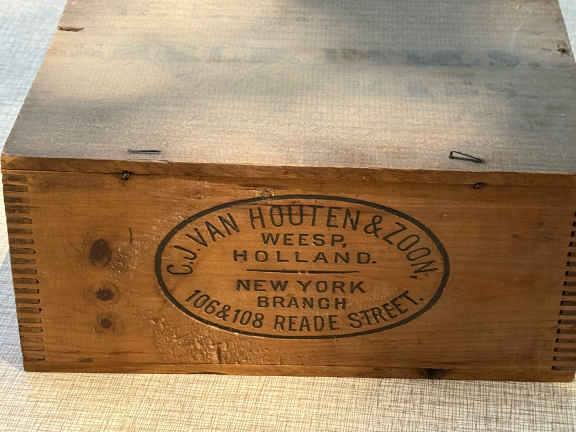 C.J. VAN HOUTEN & ZOON,
WEESP,
HOLLAND.
NEW YORK
BRANCH
106 & 108 READE STREET.